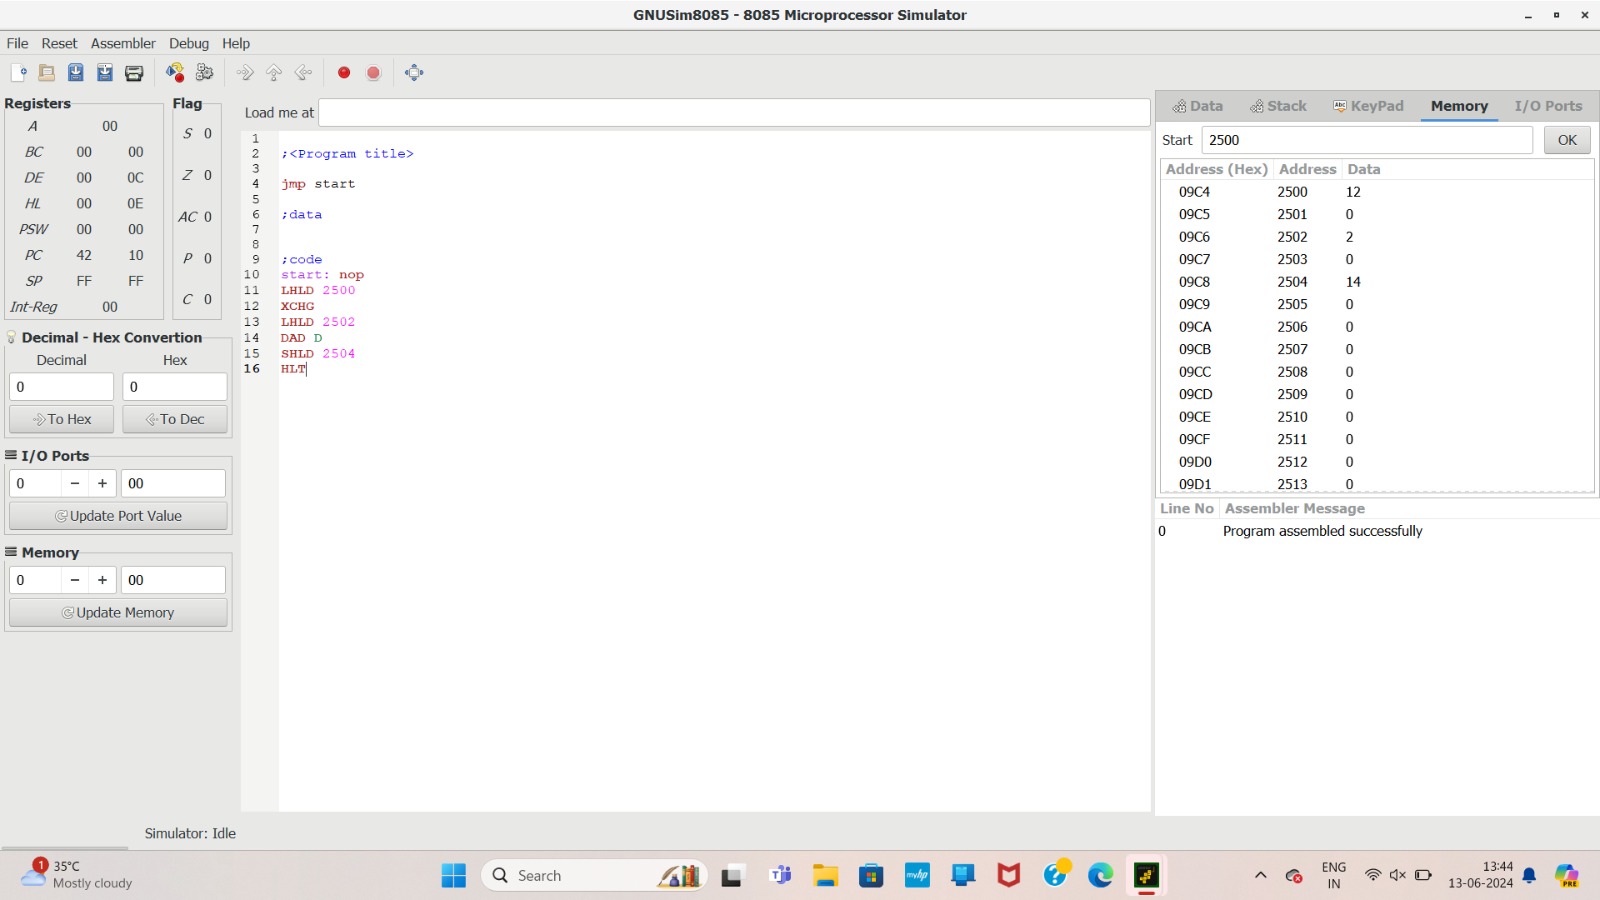 GNUSim8085 - 8085 Microprocessor Simulator
File Reset Assembler Debug Help
Registers
A 00
BC 00 00
DE 00 0C
HL 00 0E
PSW 00 00
PC 42 10
SP FF FF
Int-Reg 00
Flag
S 0
Z 0
AC 0
P 0
C 0
Decimal - Hex Convertion
Decimal Hex
0 0
To Hex To Dec
I/O Ports
0 - + 00
Update Port Value
Memory
0 - + 00
Update Memory
Load me at
1
2 ;<Program title>
3
4 jmp start
5
6 ;data
7
8
9 ;code
10 start: nop
11 LHLD 2500
12 XCHG
13 LHLD 2502
14 DAD D
15 SHLD 2504
16 HLT
Data Stack KeyPad Memory I/O Ports
Start 2500 OK
Address (Hex) Address Data
09C4 2500 12
09C5 2501 0
09C6 2502 2
09C7 2503 0
09C8 2504 14
09C9 2505 0
09CA 2506 0
09CB 2507 0
09CC 2508 0
09CD 2509 0
09CE 2510 0
09CF 2511 0
09D0 2512 0
09D1 2513 0
Line No Assembler Message
0 Program assembled successfully
Simulator: Idle
1
35°C
Mostly cloudy
Search
myhp
ENG
IN
13:44
13-06-2024
PRE